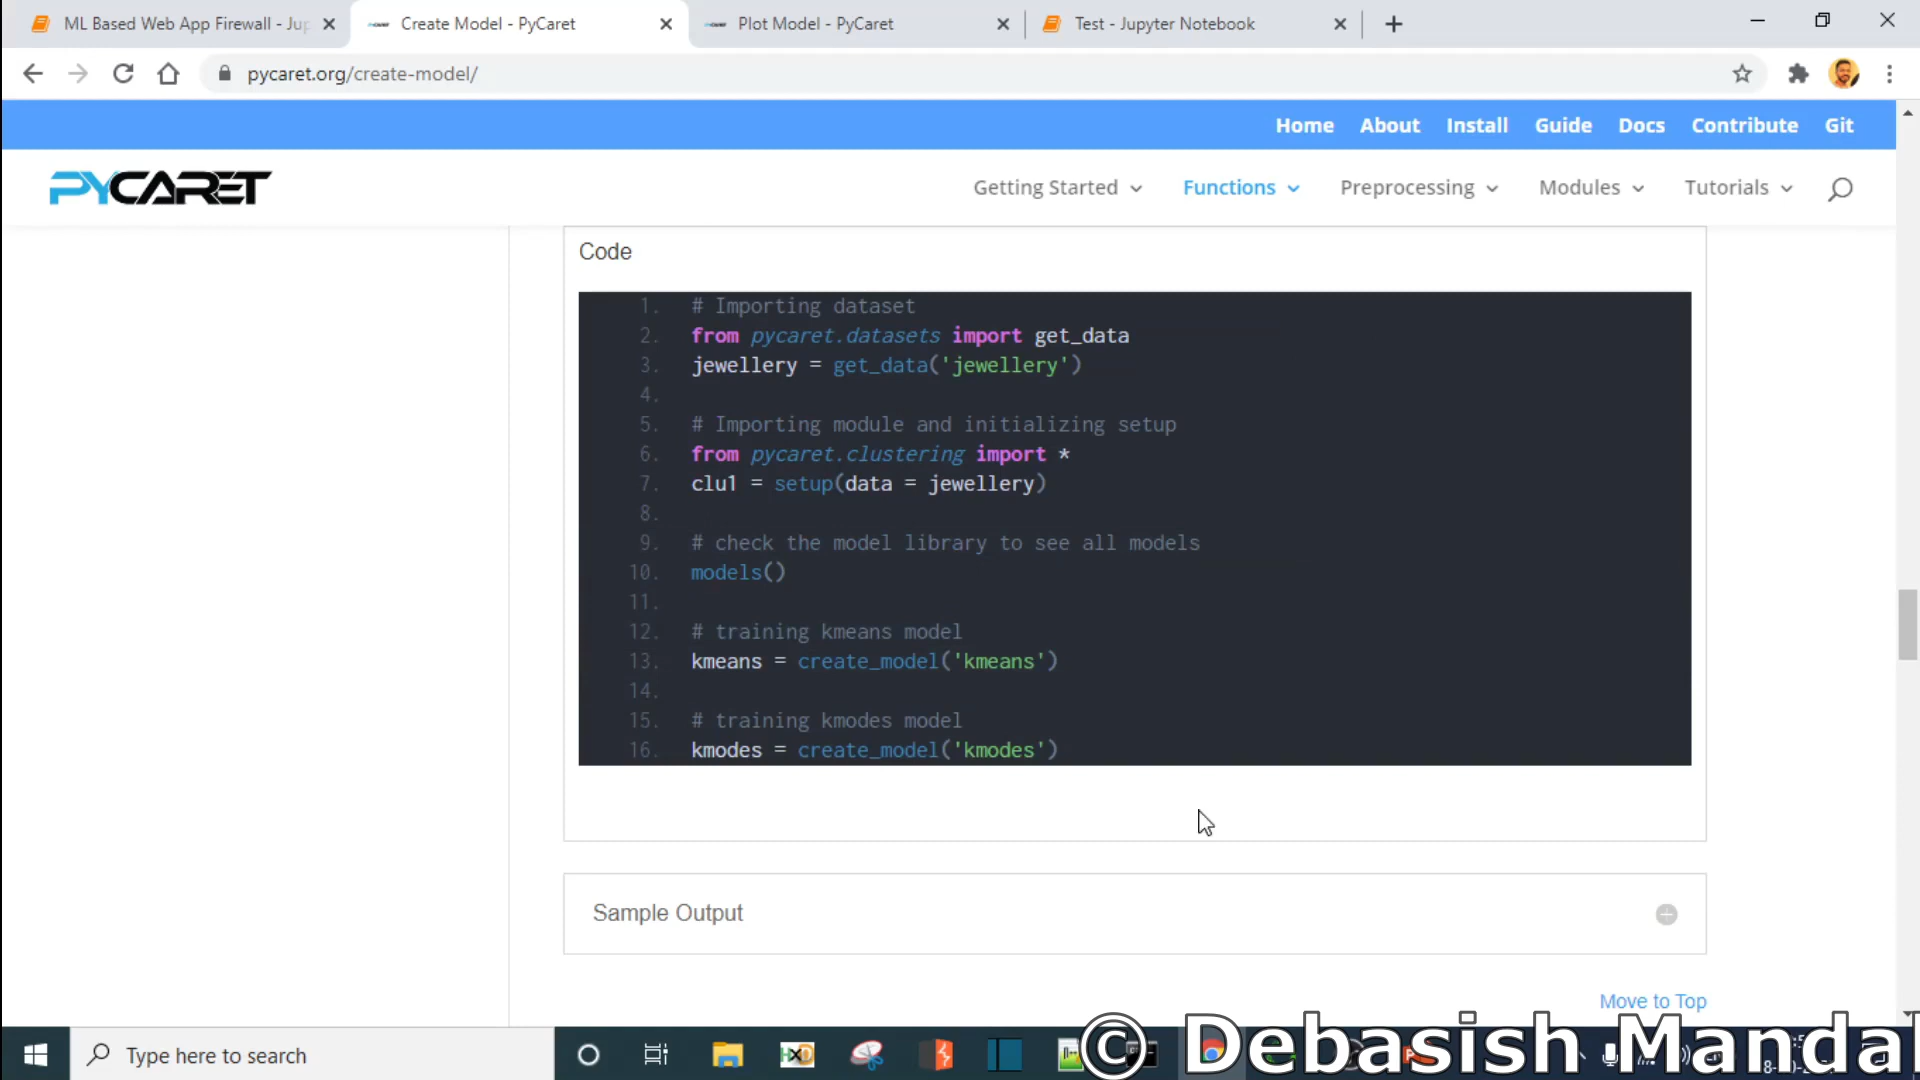 ML Based Web App Firewall - Jup
Create Model - PyCaret
Plot Model - PyCaret
Test - Jupyter Notebook
pycaret.org/create-model/
Home About Install Guide Docs Contribute Git
PYCARET
Getting Started Functions Preprocessing Modules Tutorials
Code
1. # Importing dataset
2. from pycaret.datasets import get_data
3. jewellery = get_data('jewellery')
4.
5. # Importing module and initializing setup
6. from pycaret.clustering import *
7. clu1 = setup(data = jewellery)
8.
9. # check the model library to see all models
10. models()
11.
12. # training kmeans model
13. kmeans = create_model('kmeans')
14.
15. # training kmodes model
16. kmodes = create_model('kmodes')
Sample Output
Move to Top
Type here to search
© Debasish Mandal